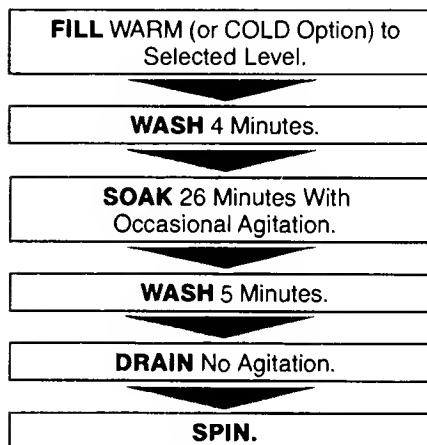 FILL WARM (or COLD Option) to
Selected Level.
WASH 4 Minutes.
SOAK 26 Minutes With
Occasional Agitation.
WASH 5 Minutes.
DRAIN No Agitation.
SPIN.